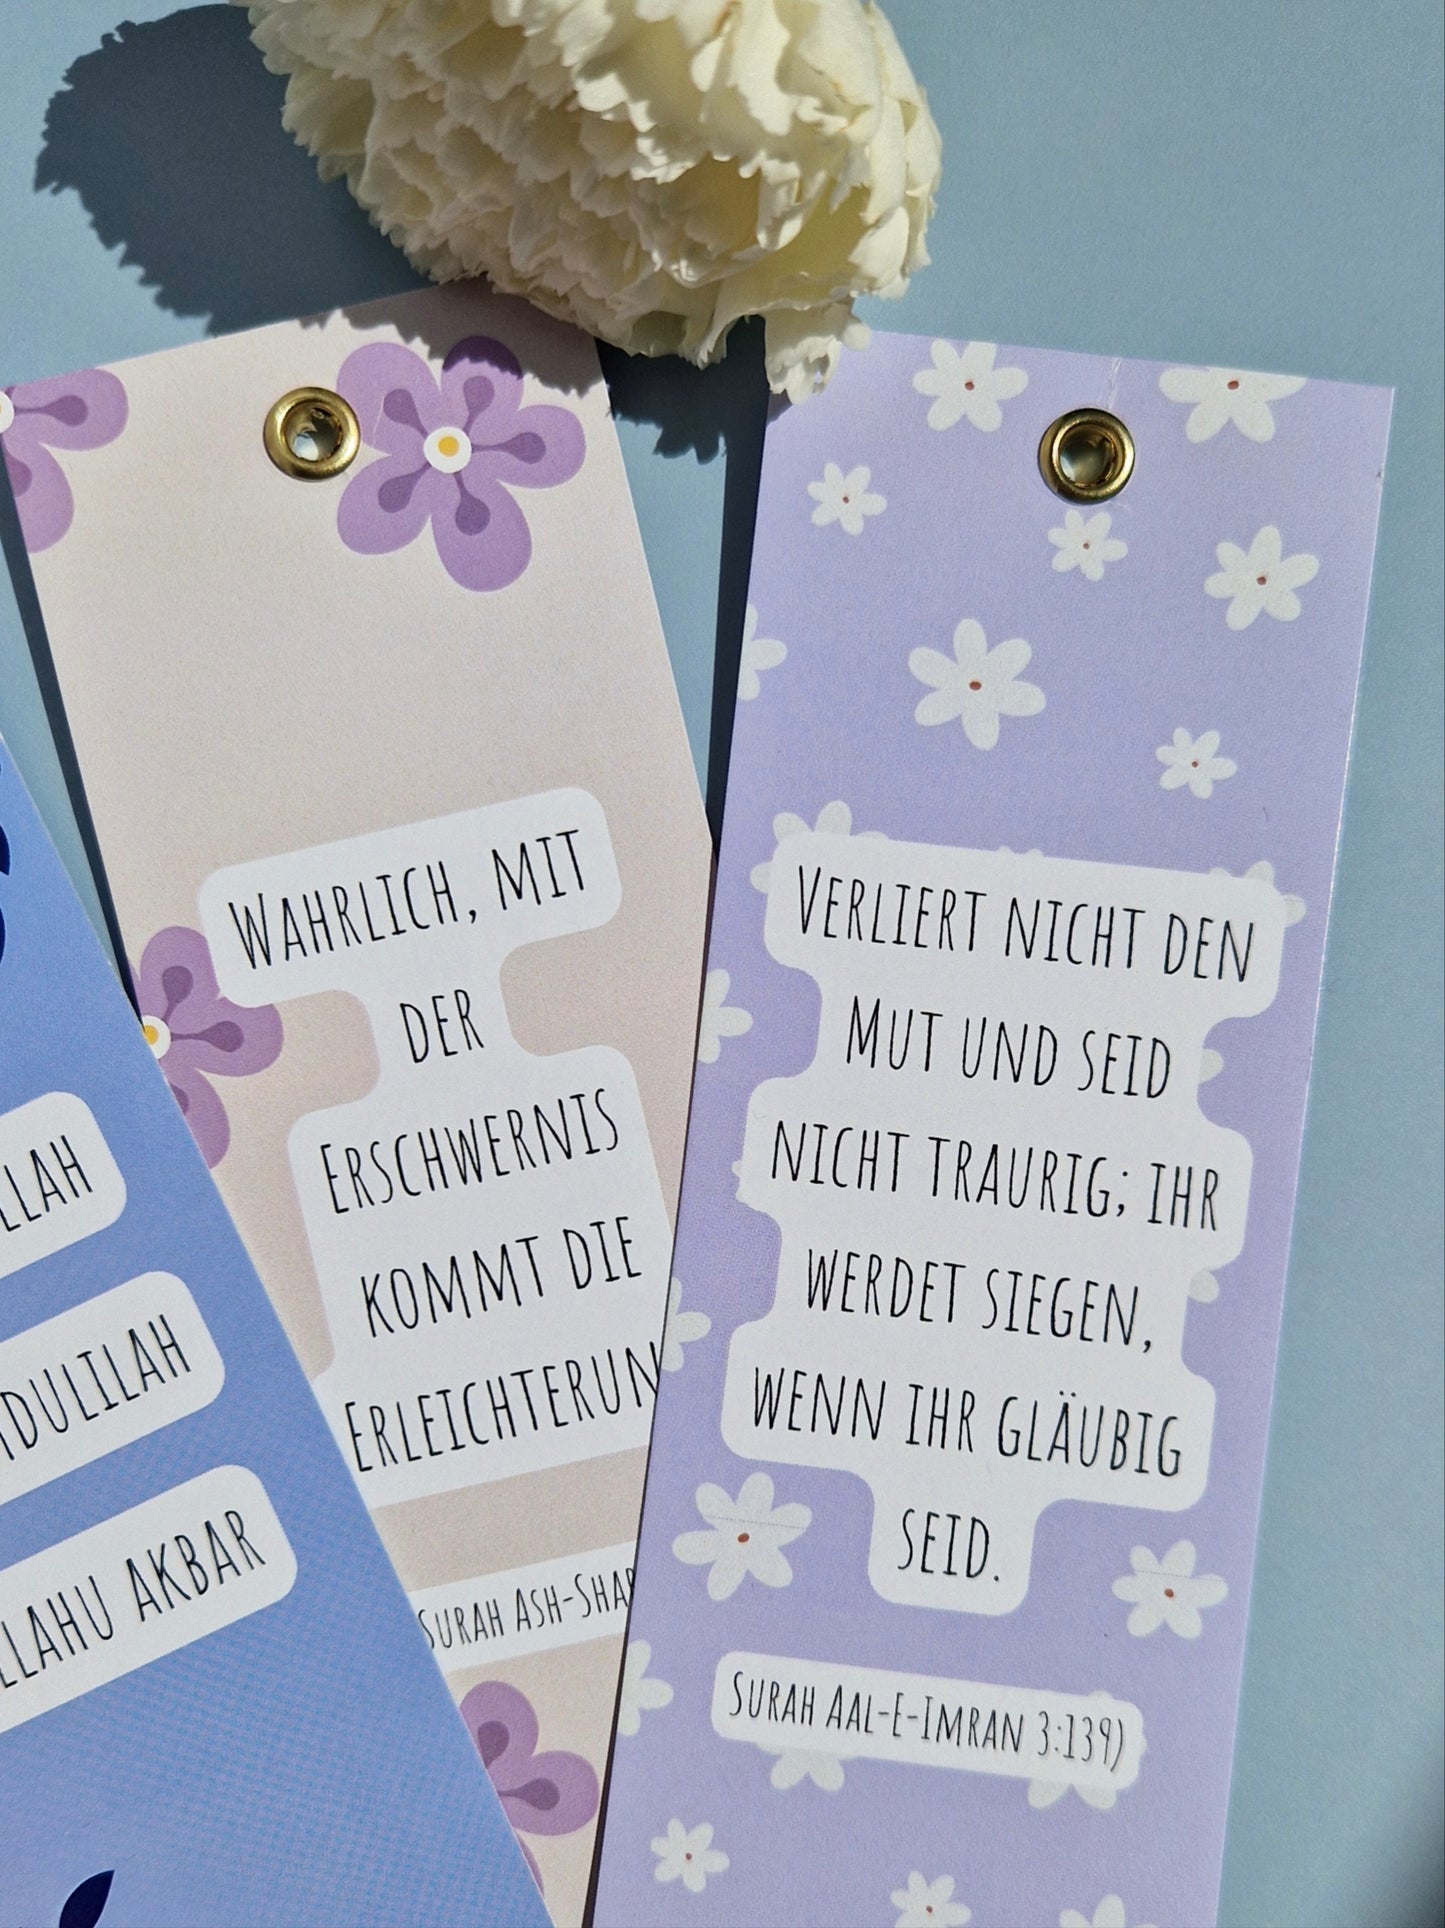 LLAH
DULILAH
LLAHU AKBAR
Wahrlich, mit
der
Erschwernis
kommt die
Erleichterun
Surah Ash-Shar
Verliert nicht den
Mut und seid
nicht traurig; ihr
werdet siegen,
wenn ihr gläubig
seid.
Surah Aal-e-Imran 3:139)